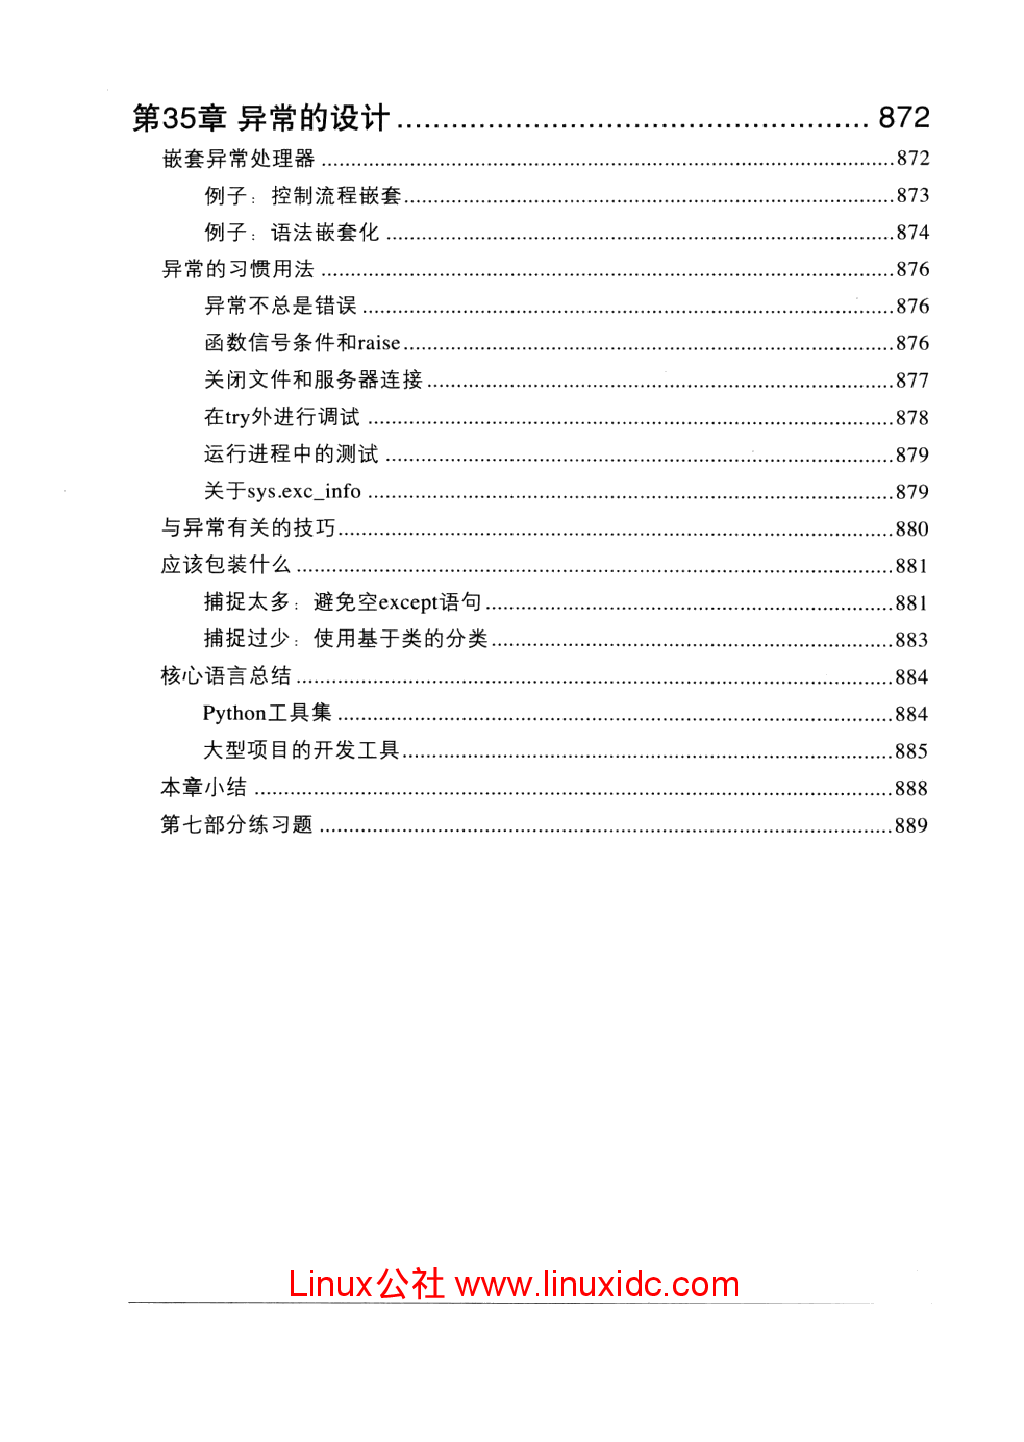 第35章 异常的设计 ........ 872
嵌套异常处理器 ........ 872
例子：控制流程嵌套 ........ 873
例子：语法嵌套化 ........ 874
异常的习惯用法 ........ 876
异常不总是错误 ........ 876
函数信号条件和raise ........ 876
关闭文件和服务器连接 ........ 877
在try外进行调试 ........ 878
运行进程中的测试 ........ 879
关于sys.exc_info ........ 879
与异常有关的技巧 ........ 880
应该包装什么 ........ 881
捕捉太多：避免空except语句 ........ 881
捕捉过少：使用基于类的分类 ........ 883
核心语言总结 ........ 884
Python工具集 ........ 884
大型项目的开发工具 ........ 885
本章小结 ........ 888
第七部分练习题 ........ 889
Linux公社 www.linuxidc.com